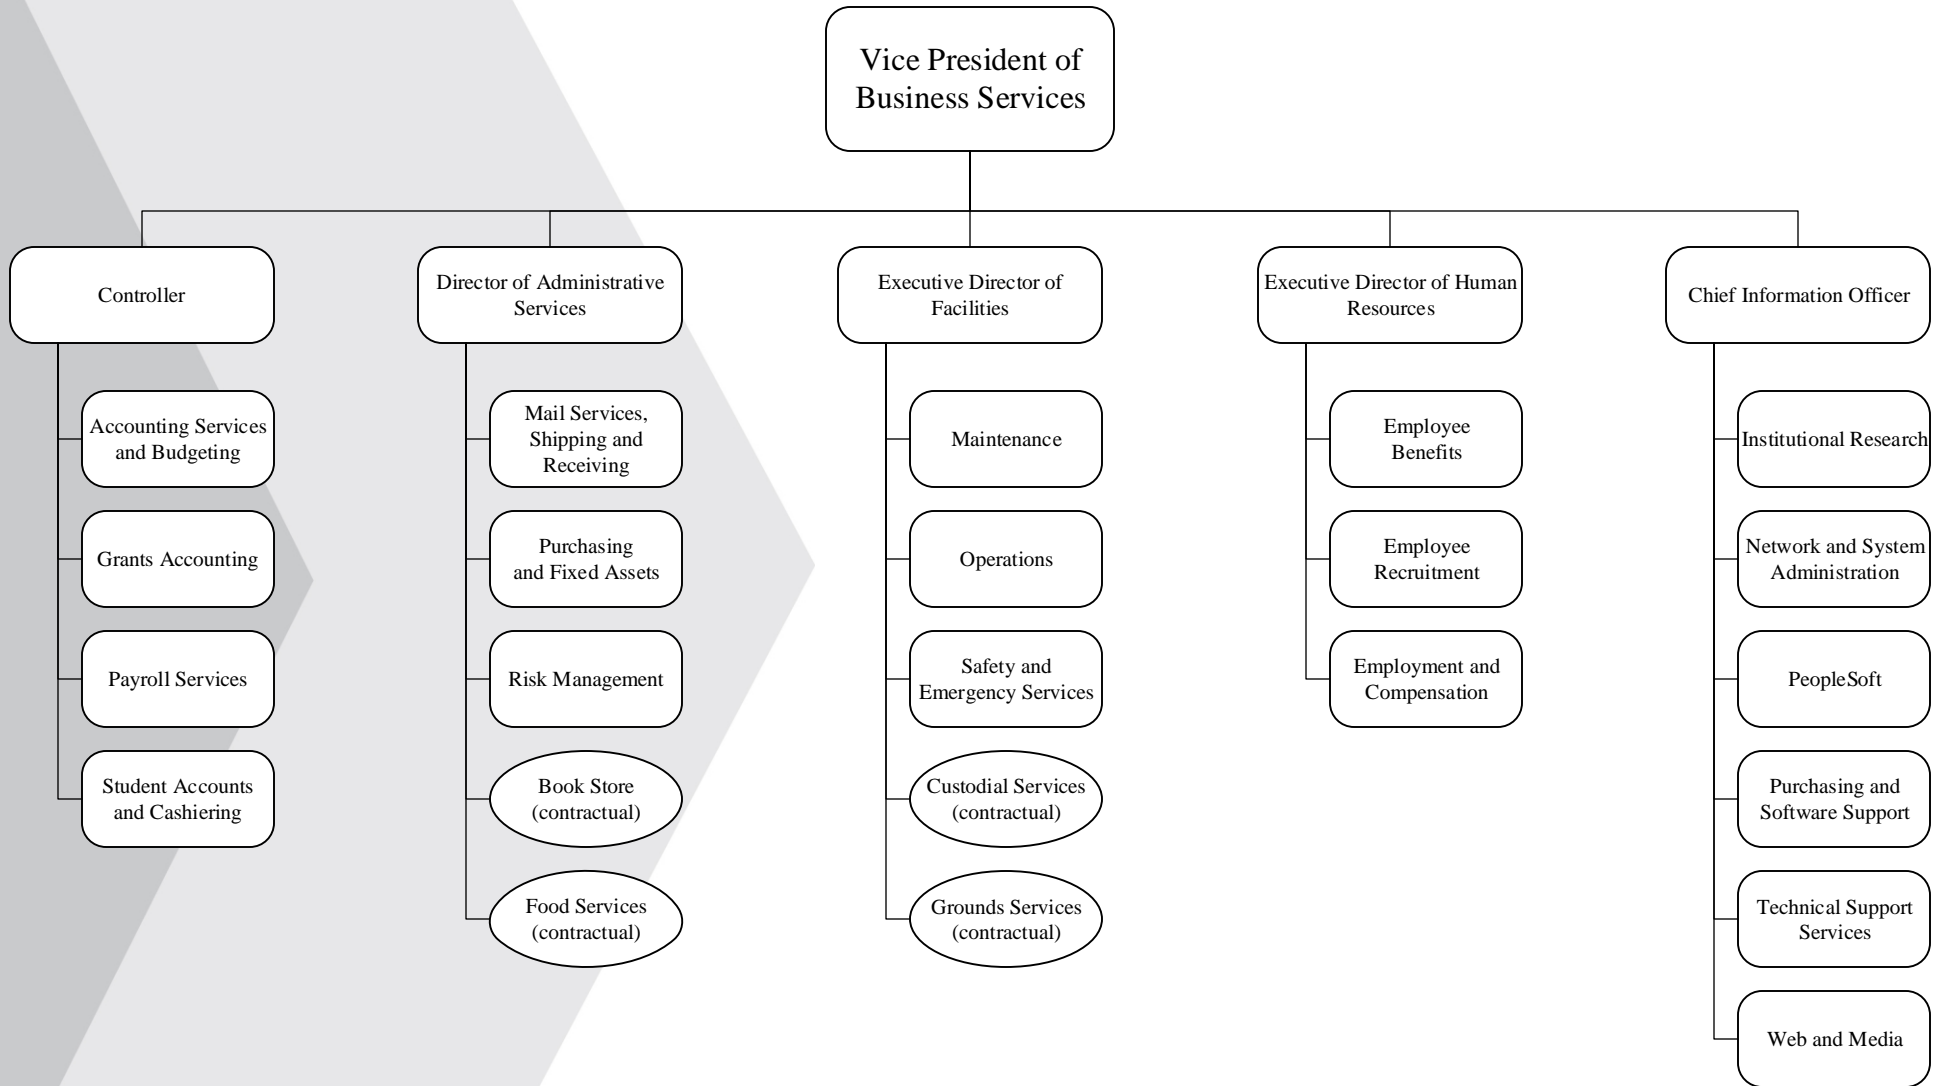 Vice President of
Business Services
Controller
Director of Administrative
Services
Executive Director of
Facilities
Executive Director of Human
Resources
Chief Information Officer
Accounting Services
and Budgeting
Grants Accounting
Payroll Services
Student Accounts
and Cashiering
Mail Services,
Shipping and
Receiving
Purchasing
and Fixed Assets
Risk Management
Book Store
(contractual)
Food Services
(contractual)
Maintenance
Operations
Safety and
Emergency Services
Custodial Services
(contractual)
Grounds Services
(contractual)
Employee
Benefits
Employee
Recruitment
Employment and
Compensation
Institutional Research
Network and System
Administration
PeopleSoft
Purchasing and
Software Support
Technical Support
Services
Web and Media